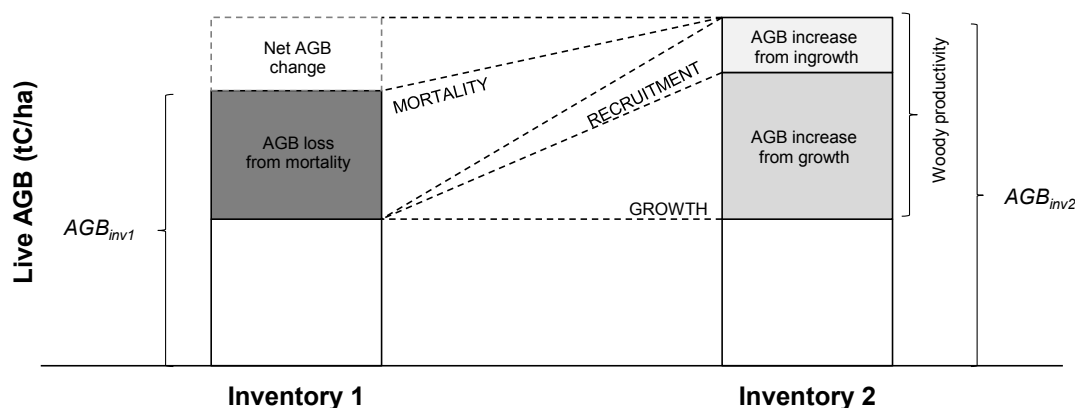 Live AGB (tC/ha)
AGBinv1
Net AGB
change
AGB loss
from mortality
MORTALITY
RECRUITMENT
GROWTH
AGB increase
from ingrowth
AGB increase
from growth
Woody productivity
AGBinv2
Inventory 1
Inventory 2